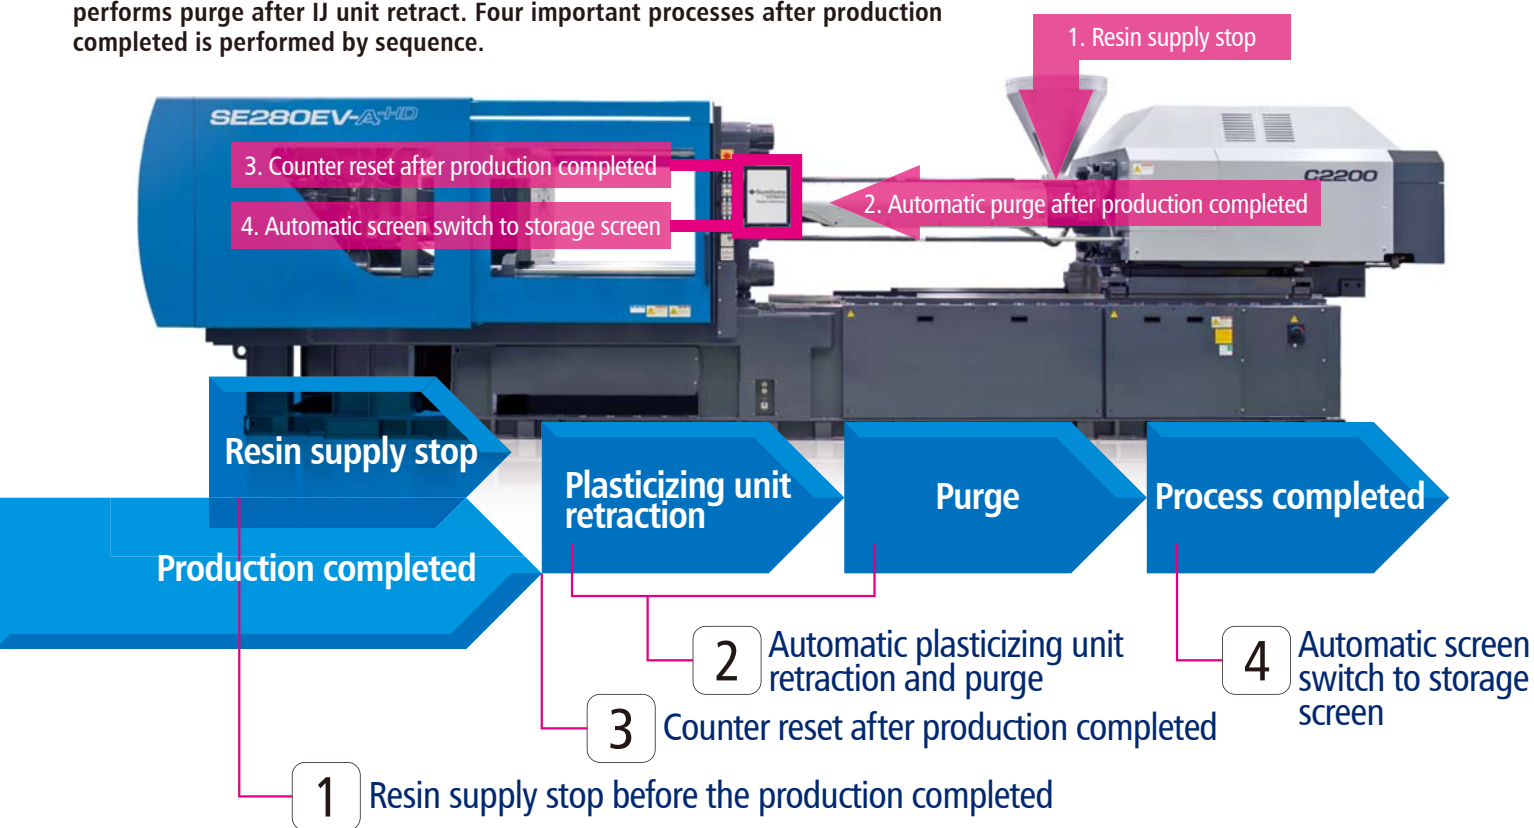 performs purge after IJ unit retract. Four important processes after production
completed is performed by sequence.
1. Resin supply stop
SE280EV-A-HD
3. Counter reset after production completed
C2200
2. Automatic purge after production completed
4. Automatic screen switch to storage screen
Resin supply stop
Plasticizing unit
retraction
Purge
Process completed
Production completed
2
Automatic plasticizing unit
retraction and purge
4
Automatic screen
switch to storage
screen
3
Counter reset after production completed
1
Resin supply stop before the production completed